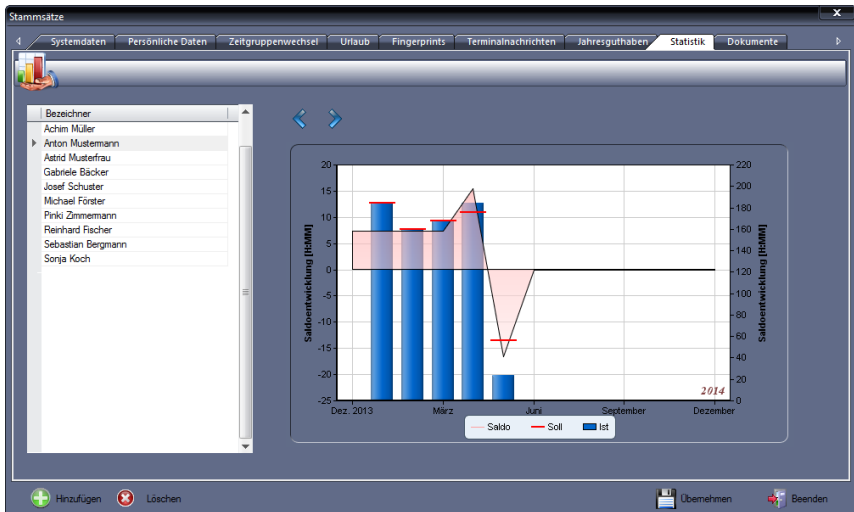 Stammsätze
x
Systemdaten Persönliche Daten Zeitgruppenwechsel Urlaub Fingerprints Terminalnachrichten Jahresguthaben Statistik Dokumente
Bezeichner
Achim Müller
Anton Mustermann
Astrid Musterfrau
Gabriele Bäcker
Josef Schuster
Michael Förster
Pinki Zimmermann
Reinhard Fischer
Sebastian Bergmann
Sonja Koch
Saldoentwicklung [H:MM]
20
15
10
5
0
-5
-10
-15
-20
-25
220
200
180
160
140
120
100
80
60
40
20
0
Saldoentwicklung [H:MM]
2014
Dez. 2013 März Juni September Dezember
Saldo Soll Ist
Hinzufügen Löschen Übernehmen Beenden